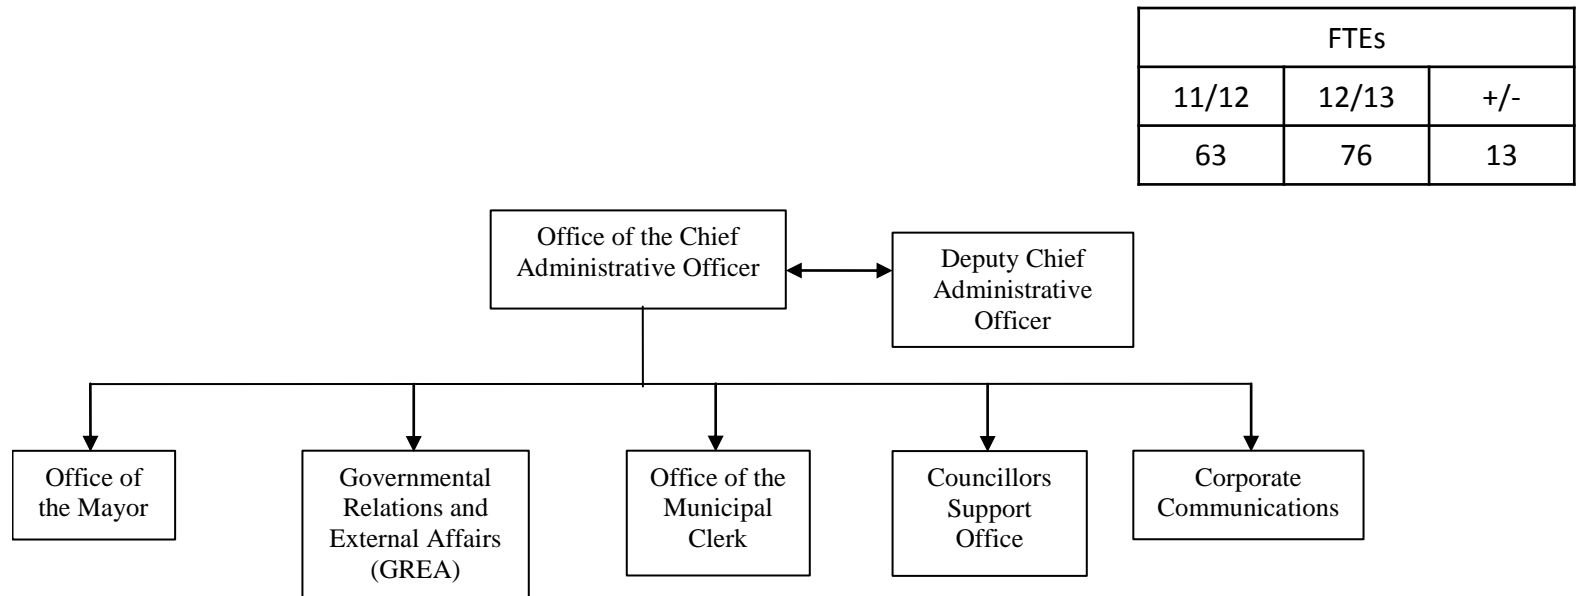 FTEs
11/12 12/13 +/-
63 76 13
Office of the Chief
Administrative Officer
Deputy Chief
Administrative
Officer
Office of
the Mayor
Governmental
Relations and
External Affairs
(GREA)
Office of the
Municipal
Clerk
Councillors
Support
Office
Corporate
Communications